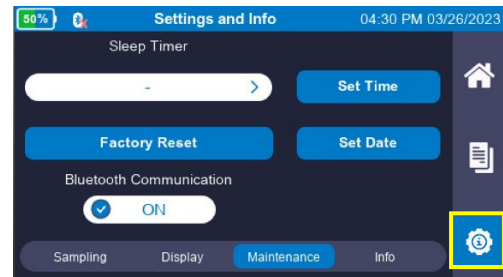 50% Settings and Info 04:30 PM 03/26/2023
Sleep Timer
- > Set Time
Factory Reset Set Date
Bluetooth Communication
ON
Sampling Display Maintenance Info